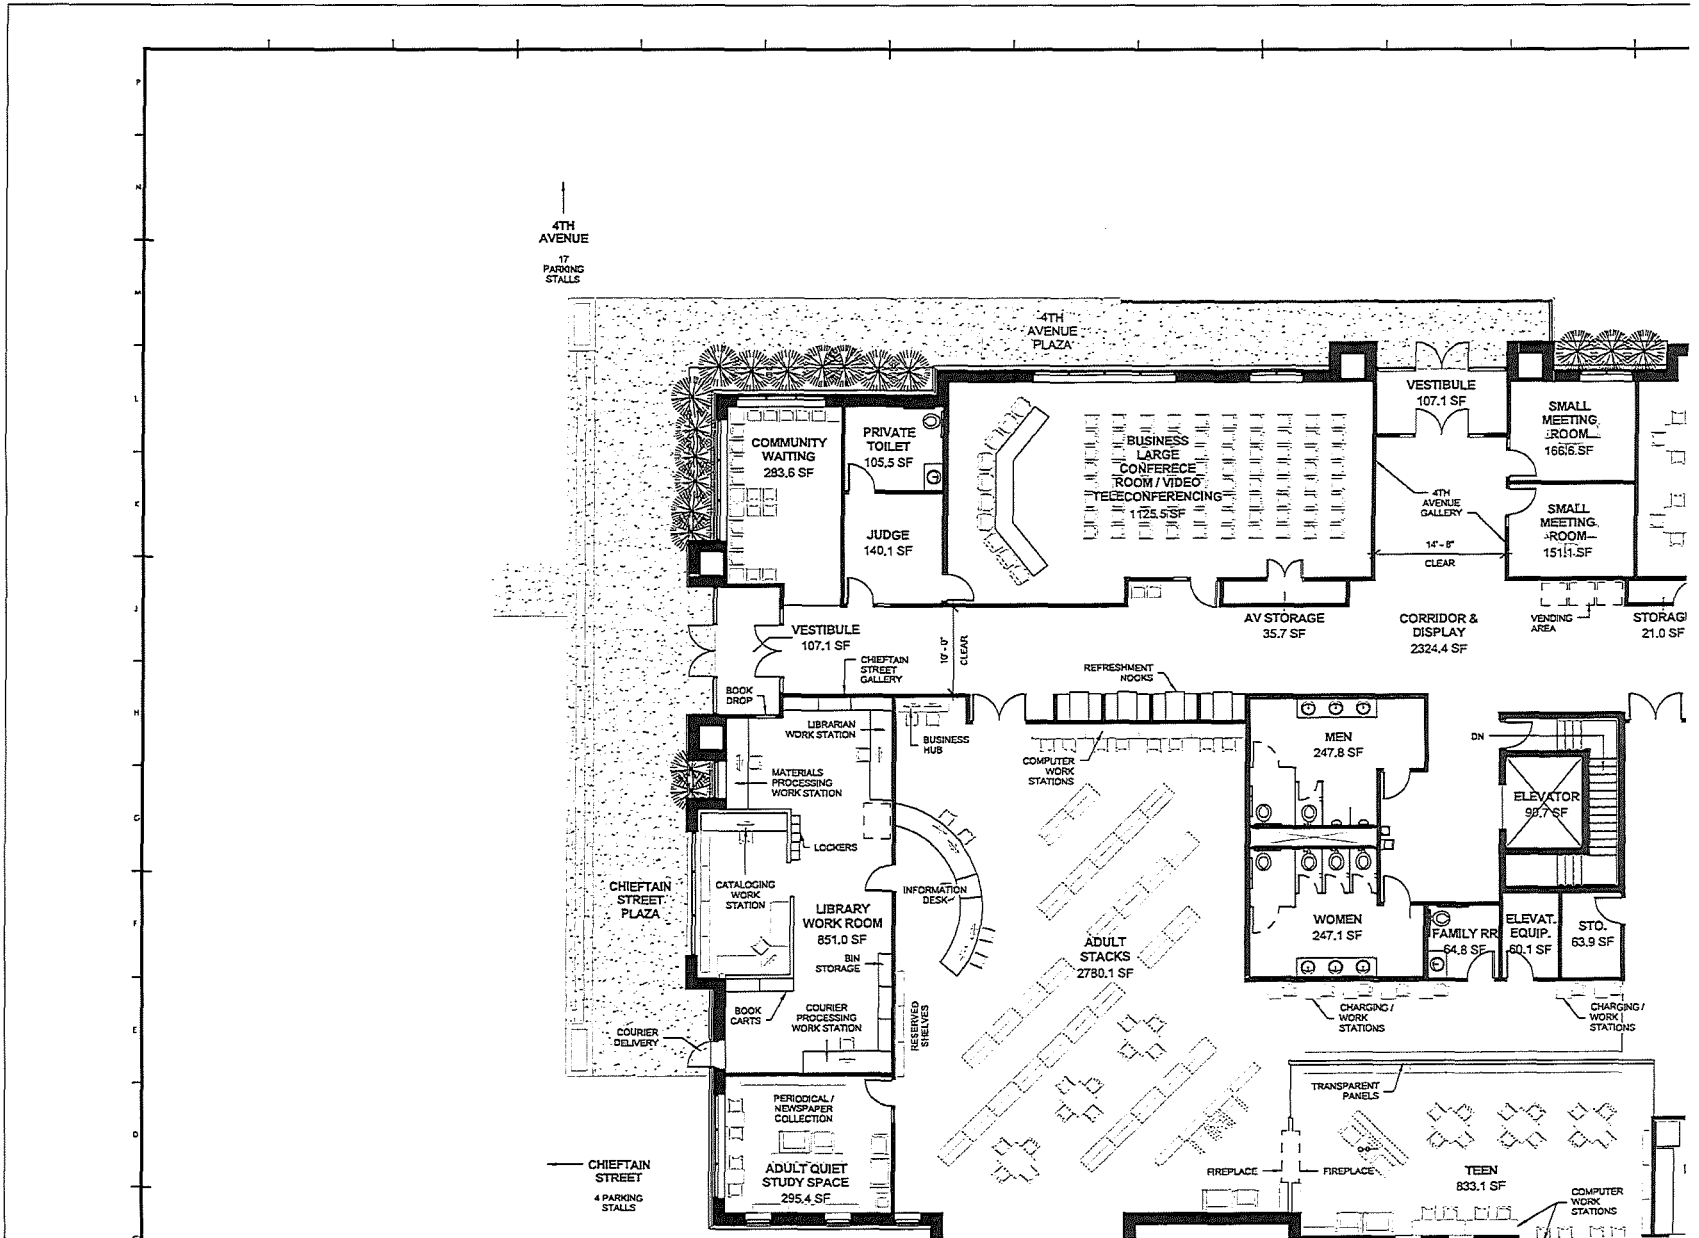 P
N
M
L
K
J
H
G
F
E
D
4TH
AVENUE
17
PARKING
STALLS
4TH
AVENUE
PLAZA
COMMUNITY
WAITING
283.6 SF
PRIVATE
TOILET
105.5 SF
JUDGE
140.1 SF
BUSINESS
LARGE
CONFERECE
ROOM / VIDEO
TELECONFERENCING
1125.5 SF
VESTIBULE
107.1 SF
SMALL
MEETING
ROOM
166.6 SF
4TH
AVENUE
GALLERY
SMALL
MEETING
ROOM
151.1 SF
14'-8"
CLEAR
VESTIBULE
107.1 SF
CHIEFTAIN
STREET
GALLERY
10'-0"
CLEAR
AV STORAGE
35.7 SF
CORRIDOR &
DISPLAY
2324.4 SF
VENDING
AREA
21.0 SF
REFRESHMENT
NOOKS
BOOK
DROP
LIBRARIAN
WORK STATION
BUSINESS
HUB
MATERIALS
PROCESSING
WORK STATION
COMPUTER
WORK
STATIONS
MEN
247.8 SF
DN
ELEVATOR
90.7 SF
LOCKERS
CHIEFTAIN
STREET
PLAZA
CATALOGING
WORK
STATION
INFORMATION
DESK
LIBRARY
WORK ROOM
851.0 SF
ADULT
STACKS
2780.1 SF
WOMEN
247.1 SF
FAMILY RR
64.8 SF
ELEVAT.
EQUIP.
60.1 SF
STO.
63.9 SF
BIN
STORAGE
BOOK
CARTS
COURIER
PROCESSING
WORK STATION
RESERVED
SHELVES
CHARGING /
WORK
STATIONS
CHARGING /
WORK
STATIONS
COURIER
DELIVERY
TRANSPARENT
PANELS
PERIODICAL /
NEWSPAPER
COLLECTION
ADULT QUIET
STUDY SPACE
295.4 SF
CHIEFTAIN
STREET
4 PARKING
STALLS
FIREPLACE
FIREPLACE
TEEN
833.1 SF
COMPUTER
WORK
STATIONS